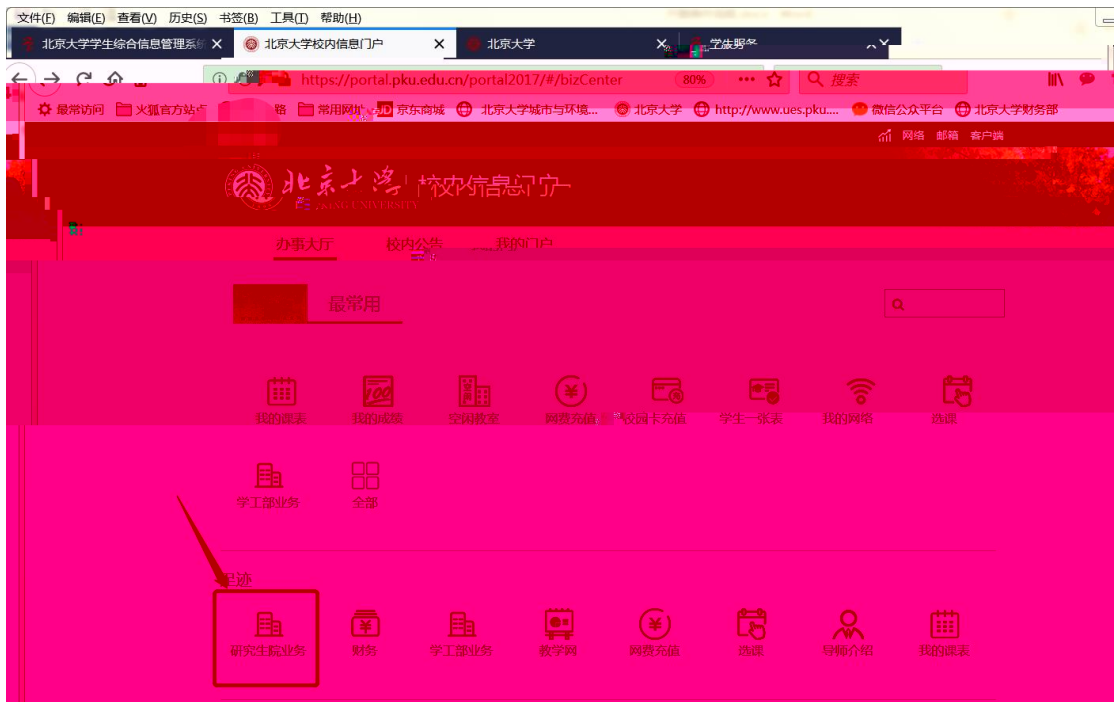 文件(F) 编辑(E) 查看(V) 历史(S) 书签(B) 工具(T) 帮助(H)
北京大学学生综合信息管理系统 北京大学校内信息门户 北京大学 学生服务
https://portal.pku.edu.cn/portal2017/#/bizCenter 80% 搜索
最常访问 火狐官方站点 常用网址 JD 京东商城 北京大学城市与环境... 北京大学 http://www.ues.pku.... 微信公众平台 北京大学财务部
网络 邮箱 客户端
北京大学 校内信息门户
办事大厅 校内公告 我的门户
最常用
我的课表 我的成绩 空闲教室 网费充值 校园卡充值 学生一张表 我的网络 选课
学工部业务 全部
足迹
研究生院业务 财务 学工部业务 教学网 网费充值 选课 导师介绍 我的课表